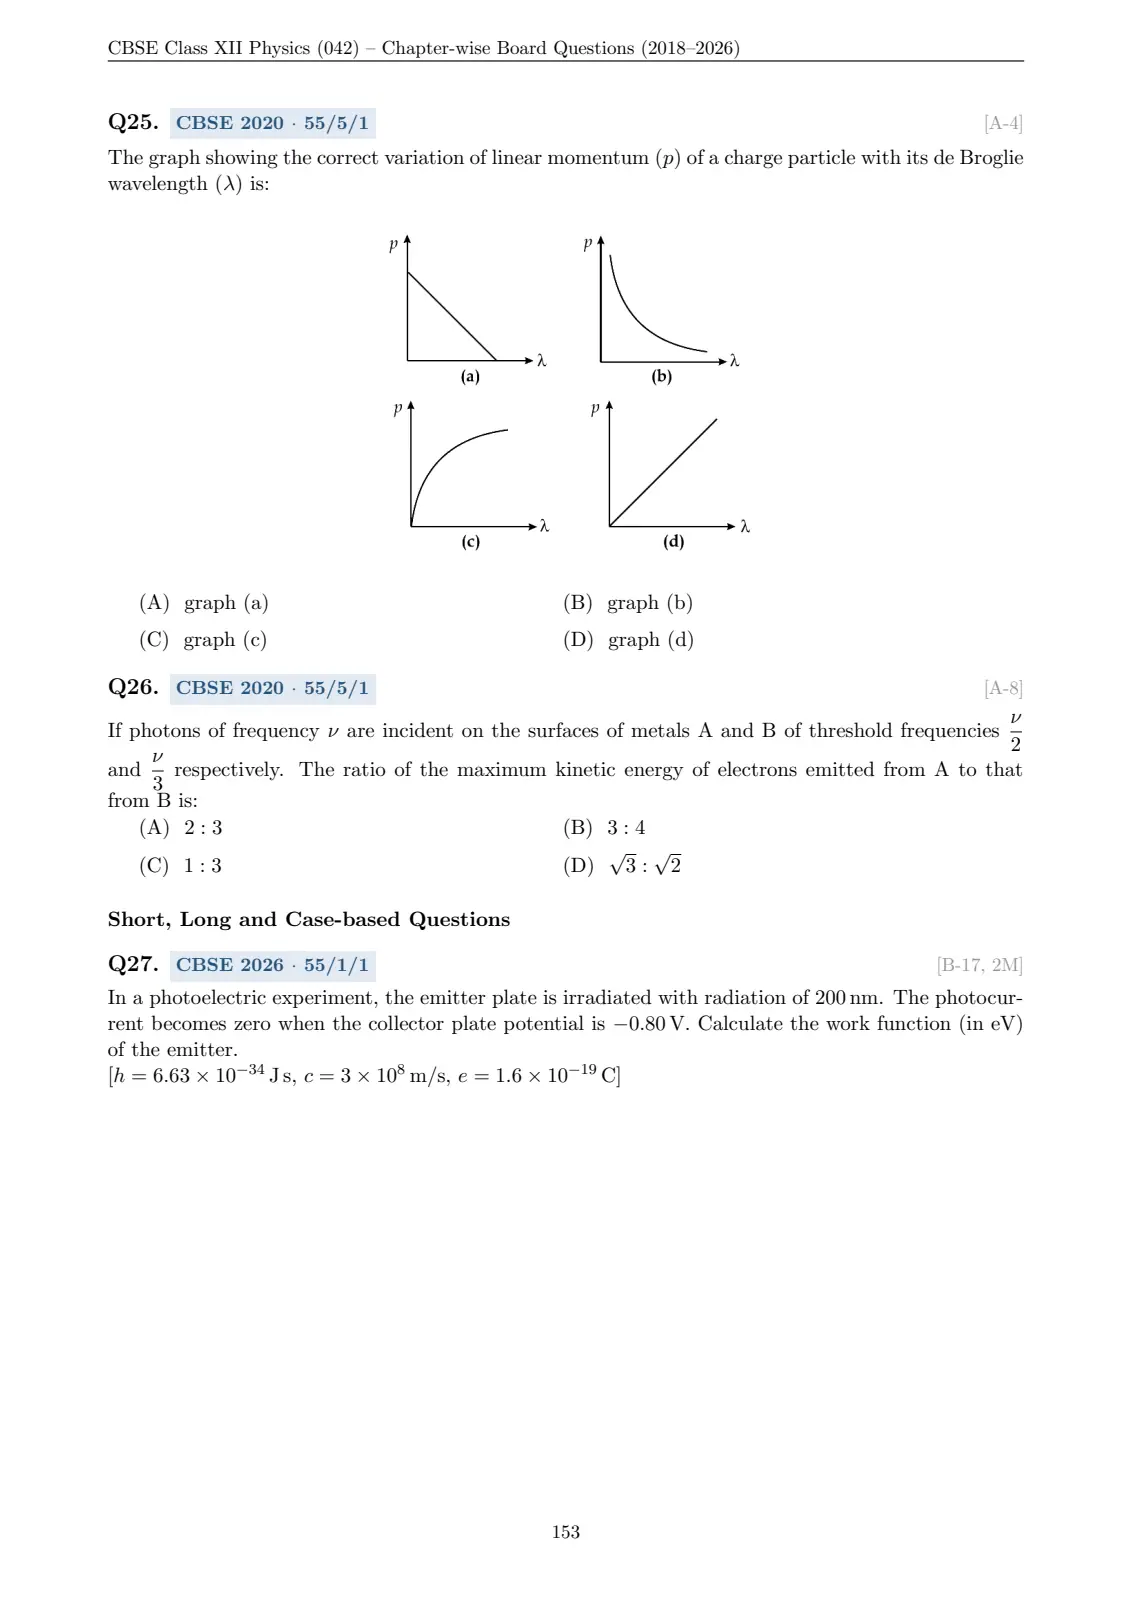 CBSE Class XII Physics (042) – Chapter-wise Board Questions (2018–2026)
Q25. CBSE 2020 · 55/5/1 [A-4]
The graph showing the correct variation of linear momentum (p) of a charge particle with its de Broglie
wavelength (λ) is:
p p
λ λ
(a) (b)
p p
λ λ
(c) (d)
(A) graph (a) (B) graph (b)
(C) graph (c) (D) graph (d)
Q26. CBSE 2020 · 55/5/1 [A-8]
If photons of frequency ν are incident on the surfaces of metals A and B of threshold frequencies ν/2
and ν/3 respectively. The ratio of the maximum kinetic energy of electrons emitted from A to that
from B is:
(A) 2 : 3 (B) 3 : 4
(C) 1 : 3 (D) √3 : √2
Short, Long and Case-based Questions
Q27. CBSE 2026 · 55/1/1 [B-17, 2M]
In a photoelectric experiment, the emitter plate is irradiated with radiation of 200 nm. The photocur-
rent becomes zero when the collector plate potential is −0.80 V. Calculate the work function (in eV)
of the emitter.
[h = 6.63 × 10⁻³⁴ J s, c = 3 × 10⁸ m/s, e = 1.6 × 10⁻¹⁹ C]
153